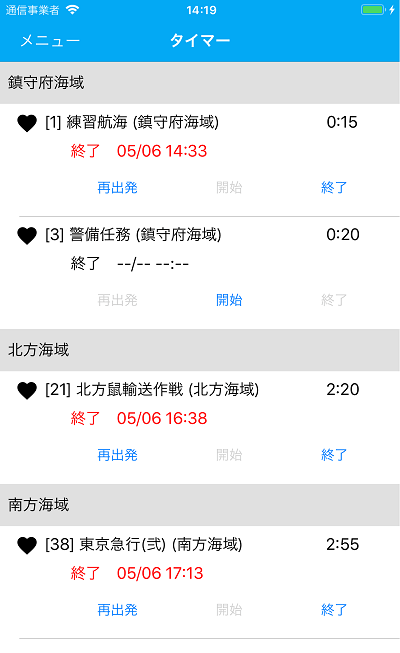 通信事業者 14:19
メニュー タイマー
鎮守府海域
[1] 練習航海 (鎮守府海域) 0:15
終了 05/06 14:33
再出発 開始 終了
[3] 警備任務 (鎮守府海域) 0:20
終了 --/-- --:--
再出発 開始 終了
北方海域
[21] 北方鼠輸送作戦 (北方海域) 2:20
終了 05/06 16:38
再出発 開始 終了
南方海域
[38] 東京急行(弐) (南方海域) 2:55
終了 05/06 17:13
再出発 開始 終了